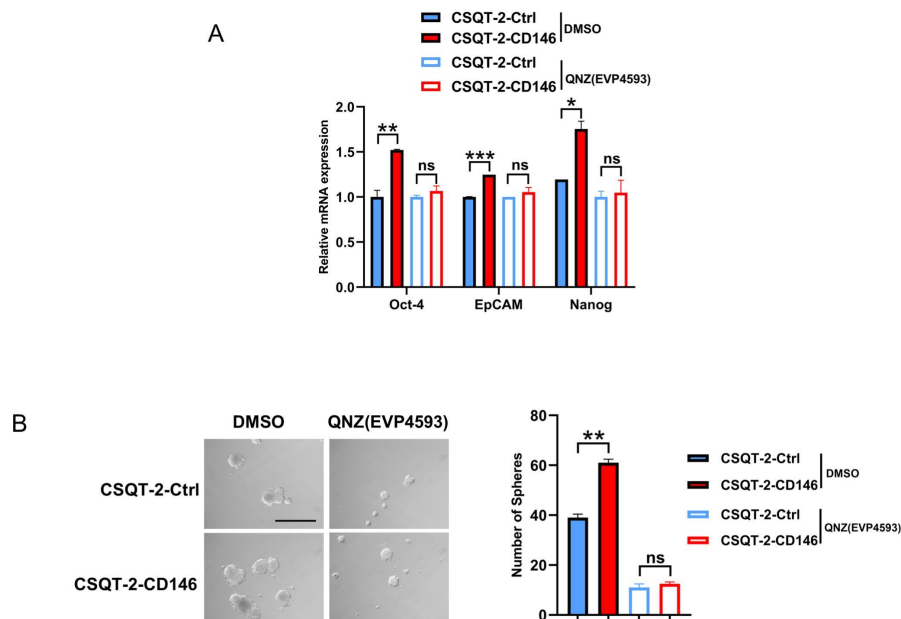 A
CSQT-2-Ctrl
CSQT-2-CD146
DMSO
CSQT-2-Ctrl
CSQT-2-CD146
QNZ(EVP4593)
Relative mRNA expression
2.0
1.5
1.0
0.5
0.0
**
ns
***
ns
*
ns
Oct-4 EpCAM Nanog
B
DMSO QNZ(EVP4593)
CSQT-2-Ctrl
CSQT-2-CD146
Number of Spheres
80
60
40
20
0
**
ns
CSQT-2-Ctrl
CSQT-2-CD146
DMSO
CSQT-2-Ctrl
CSQT-2-CD146
QNZ(EVP4593)